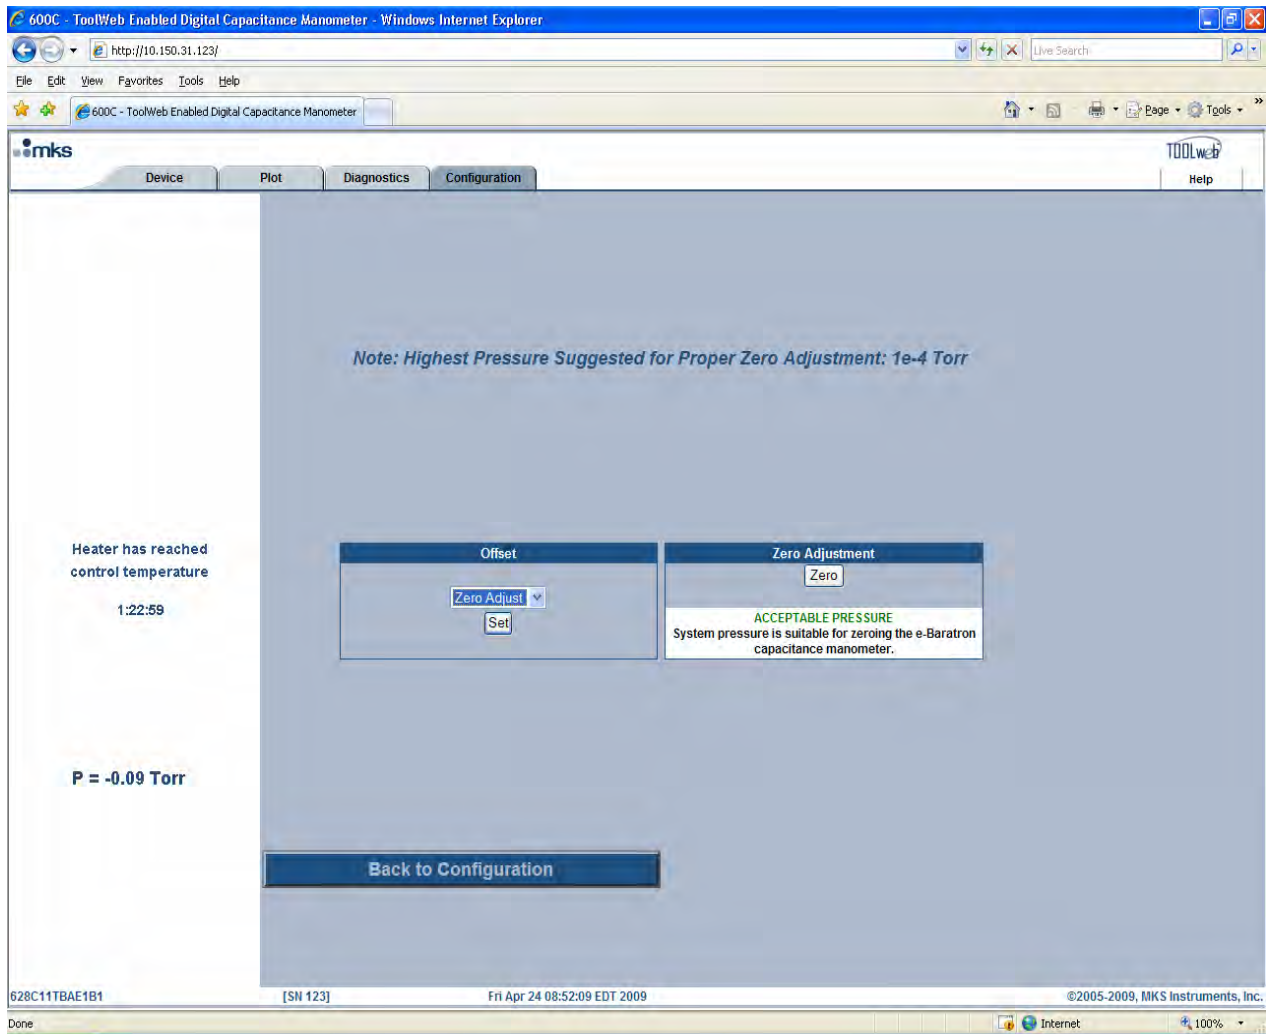 600C - ToolWeb Enabled Digital Capacitance Manometer - Windows Internet Explorer
http://10.150.31.123/
Live Search
File Edit View Favorites Tools Help
600C - ToolWeb Enabled Digital Capacitance Manometer
Page Tools »
mks
TOOLweb
Device Plot Diagnostics Configuration
Help
Note: Highest Pressure Suggested for Proper Zero Adjustment: 1e-4 Torr
Heater has reached
control temperature
1:22:59
Offset
Zero Adjust
Set
Zero Adjustment
Zero
ACCEPTABLE PRESSURE
System pressure is suitable for zeroing the e-Baratron
capacitance manometer.
P = -0.09 Torr
Back to Configuration
628C11TBAE1B1 [SN 123] Fri Apr 24 08:52:09 EDT 2009 ©2005-2009, MKS Instruments, Inc.
Done Internet 100%